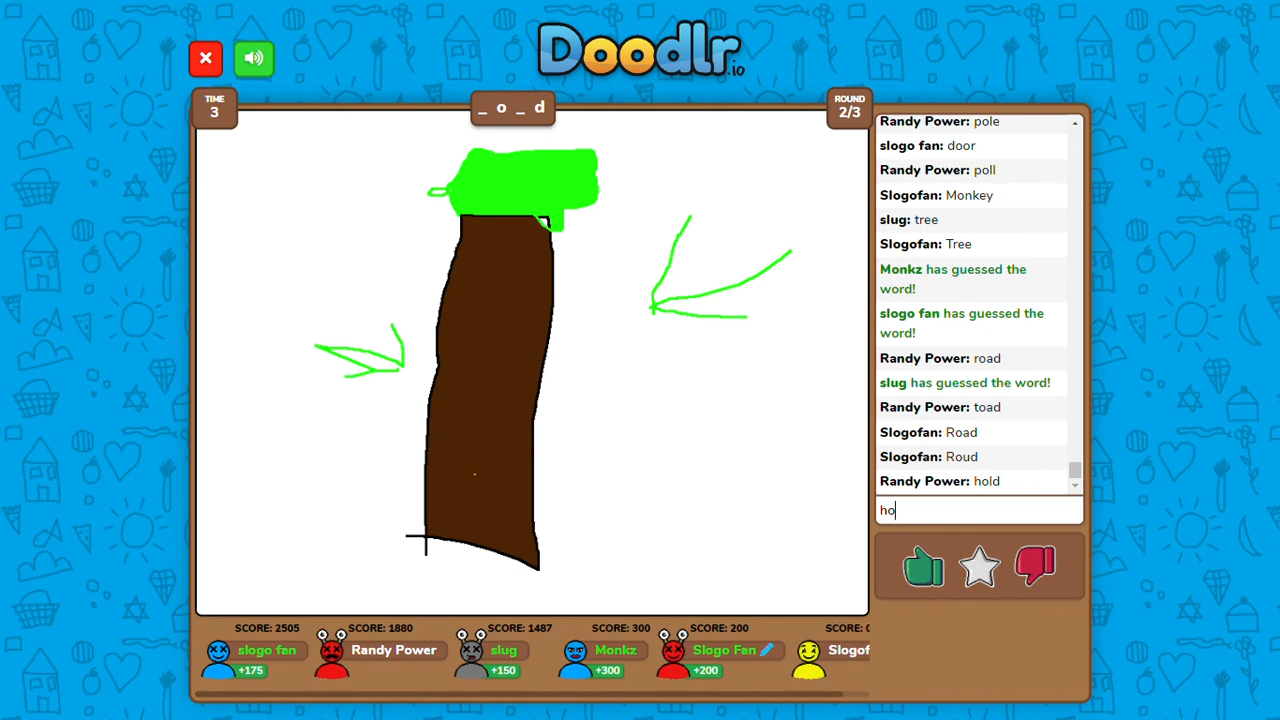 Doodlr.io
TIME
3
_ o _ d
ROUND
2/3
Randy Power: pole
slogo fan: door
Randy Power: poll
Slogofan: Monkey
slug: tree
Slogofan: Tree
Monkz has guessed the
word!
slogo fan has guessed the
word!
Randy Power: road
slug has guessed the word!
Randy Power: toad
Slogofan: Road
Slogofan: Roud
Randy Power: hold
ho
SCORE: 2505
slogo fan
+175
SCORE: 1880
Randy Power
SCORE: 1487
slug
+150
SCORE: 300
Monkz
+300
SCORE: 200
Slogo Fan
+200
SCORE:
Slogof